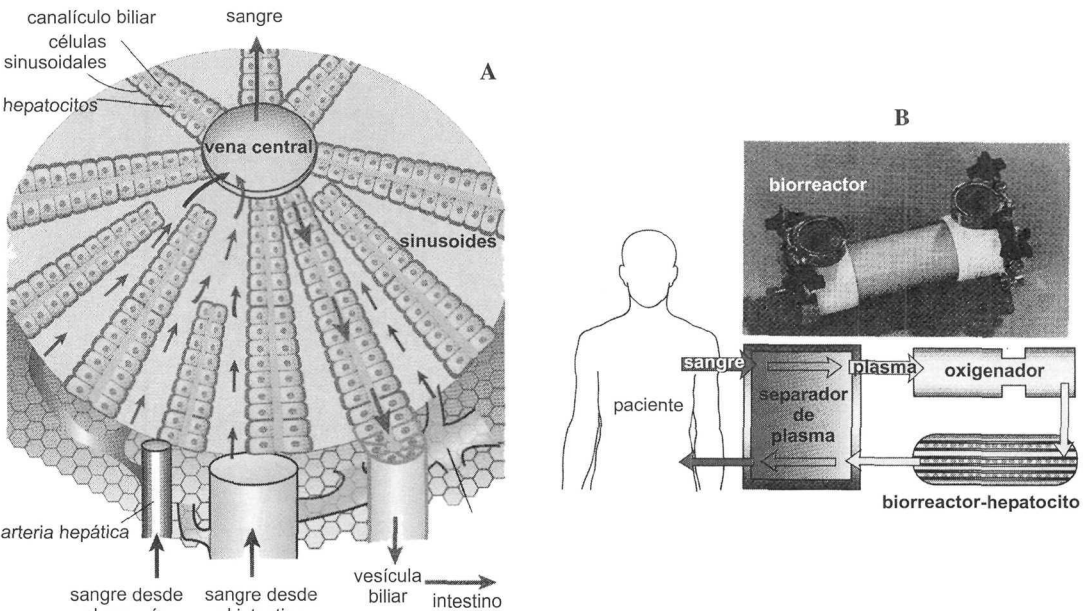 canalículo biliar
sangre
células
sinusoidales
hepatocitos
A
vena central
sinusoides
arteria hepática
sangre desde
sangre desde
vesícula
biliar
intestino
B
biorreactor
paciente
sangre
separador
de
plasma
plasma
oxigenador
biorreactor-hepatocito